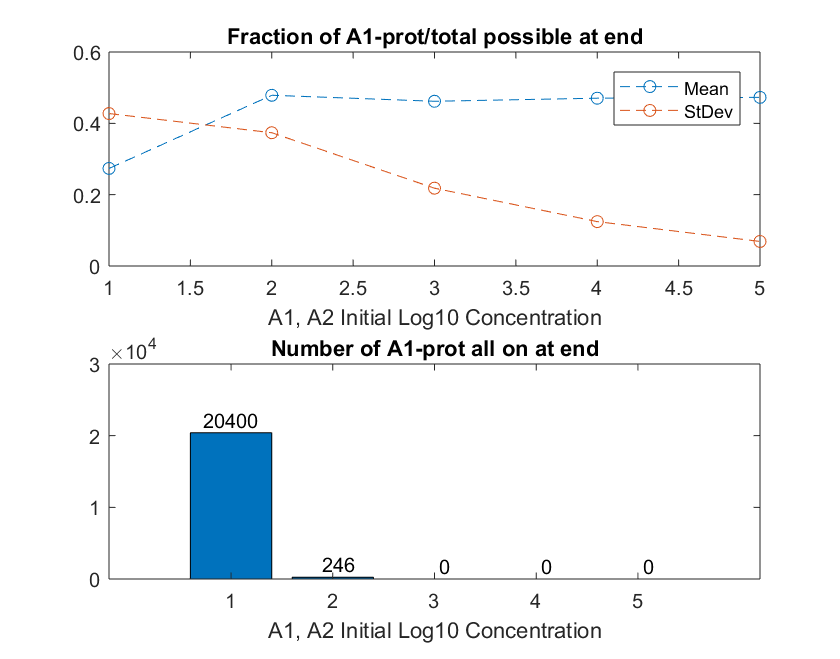 Fraction of A1-prot/total possible at end
0.6
0.4
0.2
0
Mean
StDev
1 1.5 2 2.5 3 3.5 4 4.5 5
A1, A2 Initial Log10 Concentration
Number of A1-prot all on at end
×10^4
3
2
1
0
20400 246 0 0 0
1 2 3 4 5
A1, A2 Initial Log10 Concentration